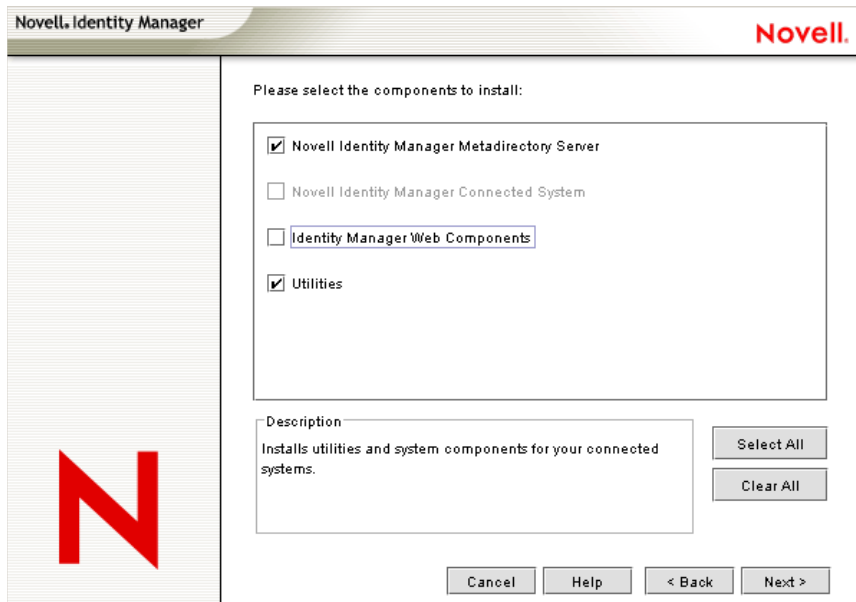 Novell. Identity Manager
Novell.
Please select the components to install:
Novell Identity Manager Metadirectory Server
Novell Identity Manager Connected System
Identity Manager Web Components
Utilities
Description
Installs utilities and system components for your connected
systems.
Select All
Clear All
N
Cancel
Help
< Back
Next >